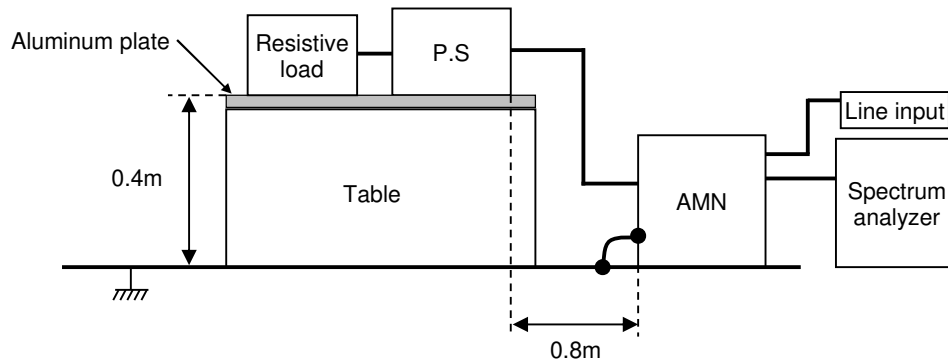 Aluminum plate
Resistive
load
P.S
Line input
0.4m
Table
AMN
Spectrum
analyzer
0.8m